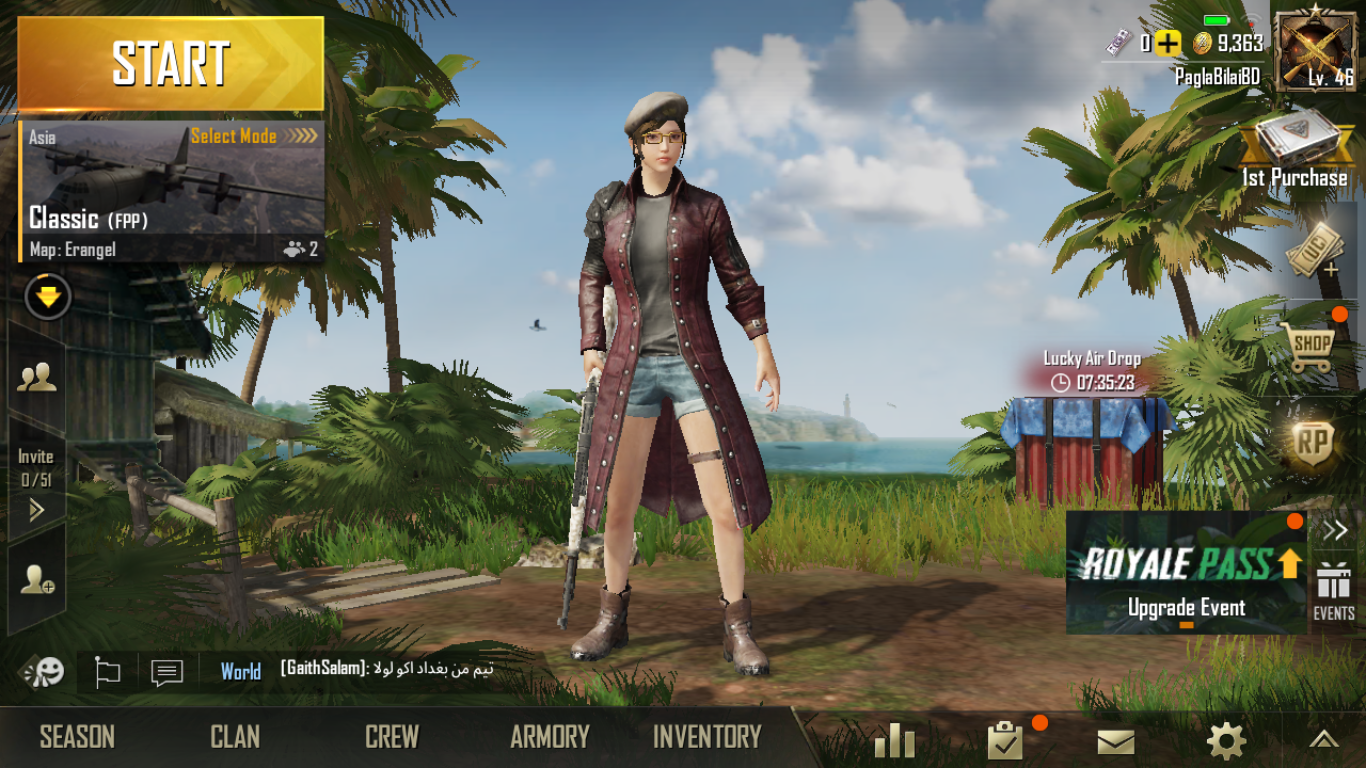 START
Asia
Select Mode
Classic (FPP)
Map: Erangel
2
Invite
0/51
0
9,363
PaglaBilaiBD
Lv. 46
1st Purchase
UC
SHOP
Lucky Air Drop
07:35:23
RP
ROYALE PASS
Upgrade Event
EVENTS
World
[GaithSalam]: تيم من بغداد اكو لولا
SEASON
CLAN
CREW
ARMORY
INVENTORY